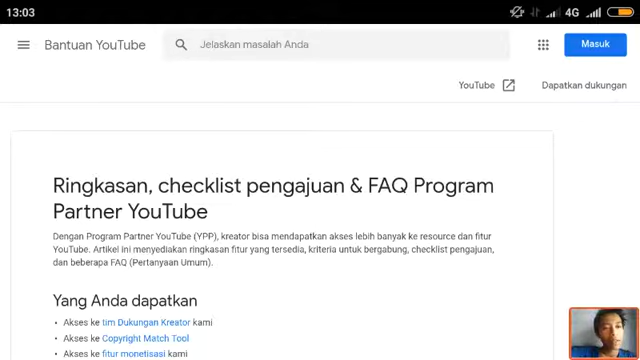 13:03
4G
Bantuan YouTube
Jelaskan masalah Anda
Masuk
YouTube
Dapatkan dukungan
Ringkasan, checklist pengajuan & FAQ Program
Partner YouTube
Dengan Program Partner YouTube (YPP), kreator bisa mendapatkan akses lebih banyak ke resource dan fitur
YouTube. Artikel ini menyediakan ringkasan fitur yang tersedia, kriteria untuk bergabung, checklist pengajuan,
dan beberapa FAQ (Pertanyaan Umum).
Yang Anda dapatkan
• Akses ke tim Dukungan Kreator kami
• Akses ke Copyright Match Tool
• Akses ke fitur monetisasi kami